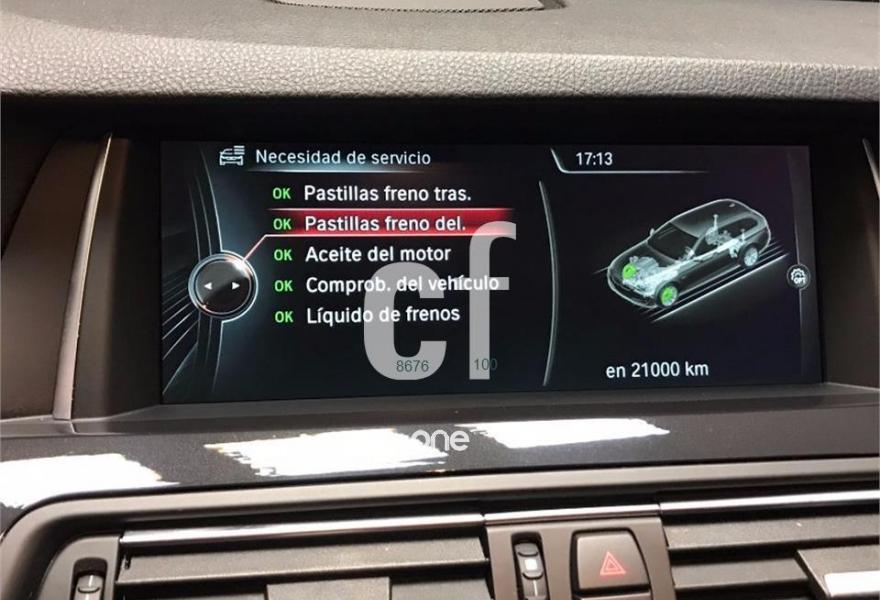 Necesidad de servicio
17:13
OK Pastillas freno tras.
OK Pastillas freno del.
OK Aceite del motor
OK Comprob. del vehículo
OK Líquido de frenos
OPT
en 21000 km
cf
8676 100
one